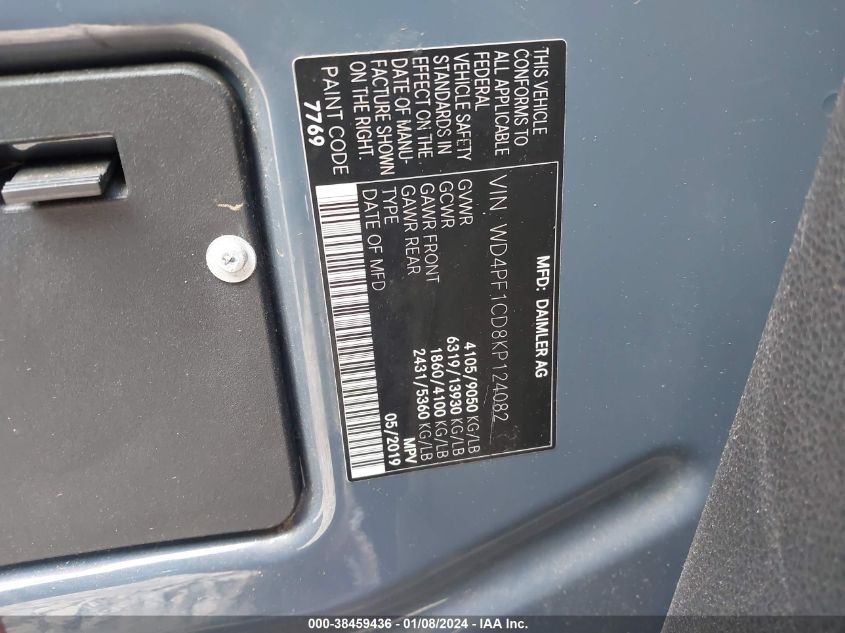 MFD: DAIMLER AG
VIN: WD4PF1CD8KP124082
GVWR 4105/9050 KG/LB
GCWR 6319/13930 KG/LB
GAWR FRONT 1860/4100 KG/LB
GAWR REAR 2431/5360 KG/LB
TYPE MPV
DATE OF MFD 05/2019
THIS VEHICLE
CONFORMS TO
ALL APPLICABLE
FEDERAL
VEHICLE SAFETY
STANDARDS IN
EFFECT ON THE
DATE OF MANU-
FACTURE SHOWN
ON THE RIGHT.
PAINT CODE
7769
000-38459436 - 01/08/2024 - IAA Inc.